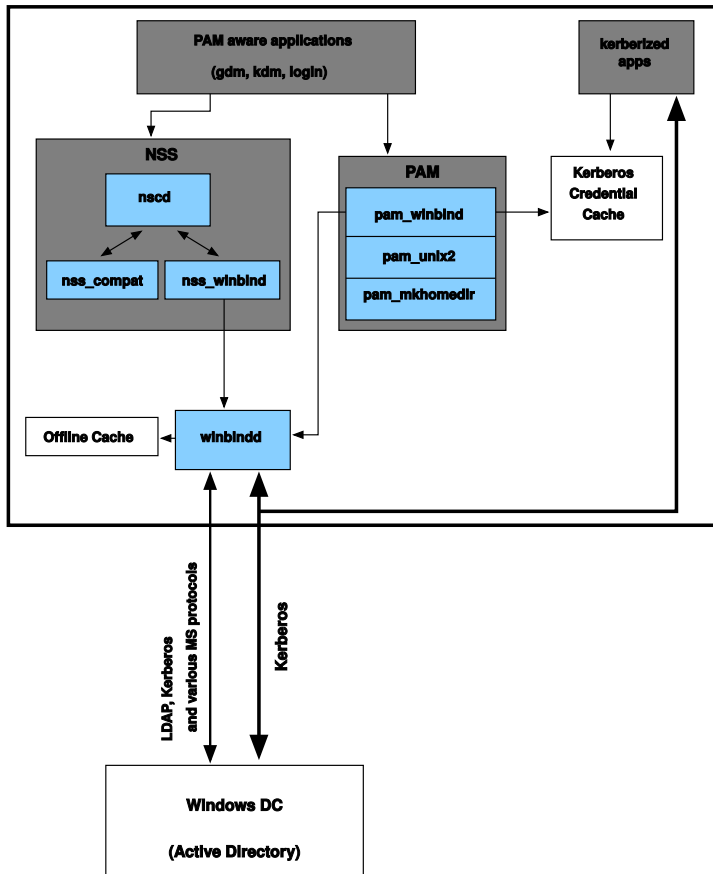 PAM aware applications
(gdm, kdm, login)
kerberized
apps
NSS
nscd
nss_compat
nss_winbind
PAM
pam_winbind
pam_unix2
pam_mkhomedir
Kerberos
Credential
Cache
Offline Cache
winbindd
LDAP, Kerberos
and various MS protocols
Kerberos
Windows DC
(Active Directory)